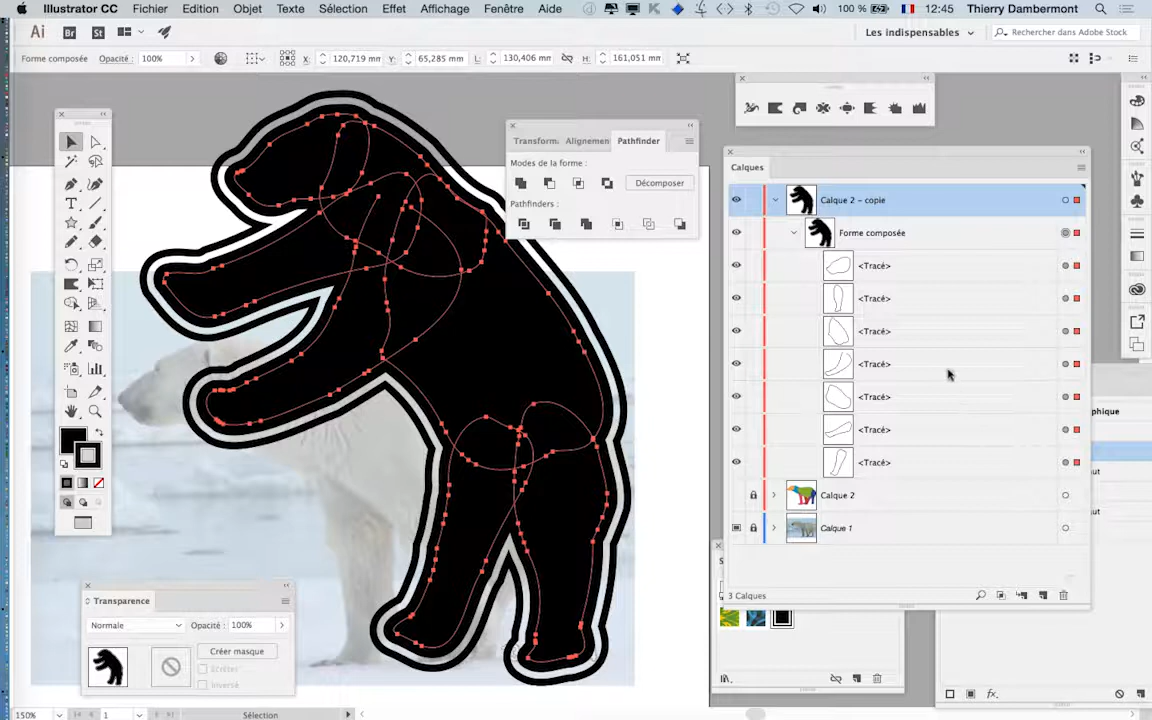 Illustrator CC Fichier Edition Objet Texte Sélection Effet Affichage Fenêtre Aide 100 % 12:45 Thierry Dambermont
Ai Br St Les indispensables Rechercher dans Adobe Stock
Forme composée Opacité : 100% X: 120,719 mm Y: 65,285 mm L: 130,406 mm H: 161,051 mm
Transform Alignemen Pathfinder
Modes de la forme :
Décomposer
Pathfinders :
Calques
Calque 2 – copie
Forme composée
<Tracé>
<Tracé>
<Tracé>
<Tracé>
<Tracé>
<Tracé>
<Tracé>
Calque 2
Calque 1
3 Calques
phique
ut
nts
Transparence
Normale Opacité : 100%
Créer masque
Ecrêter
Inversé
fx.
150% 1 Sélection